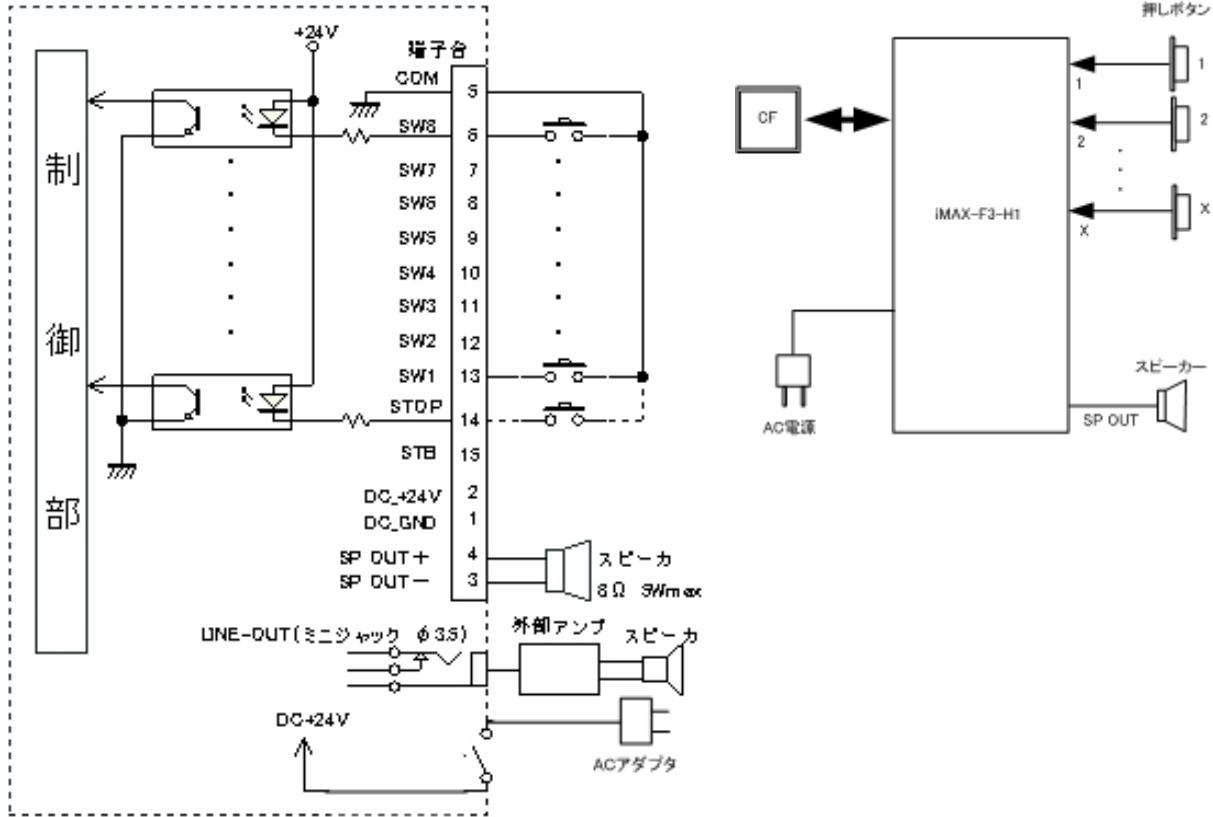 +24V
端子台
COM 5
SW8 6
SW7 7
SW6 8
SW5 9
SW4 10
SW3 11
SW2 12
SW1 13
STOP 14
STB 15
DC_+24V 2
DC_GND 1
SP OUT+ 4
SP OUT- 3
制御部
スピーカ
8Ω 9Wmax
LINE-OUT(ミニジャック φ3.5)
外部アンプ
スピーカ
DC+24V
ACアダプタ
押しボタン
CF
iMAX-F3-H1
1 1
2 2
X X
AC電源
スピーカー
SP OUT